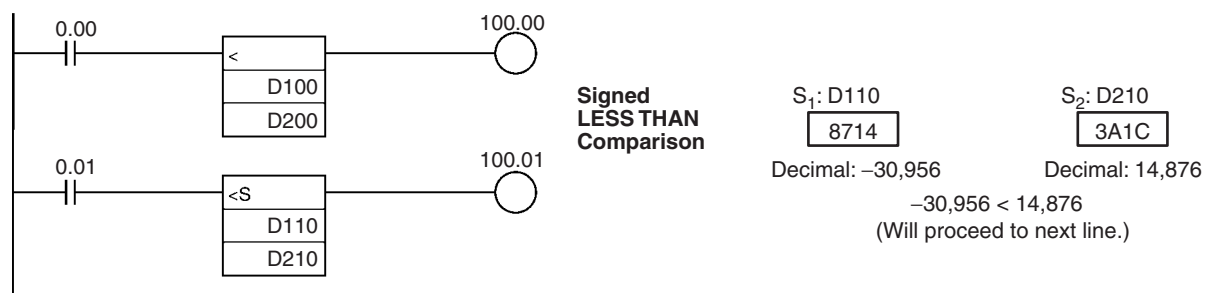 0.00
100.00
<
D100
D200
0.01
100.01
<S
D110
D210
Signed
LESS THAN
Comparison
S₁: D110
S₂: D210
8714
3A1C
Decimal: −30,956
Decimal: 14,876
−30,956 < 14,876
(Will proceed to next line.)